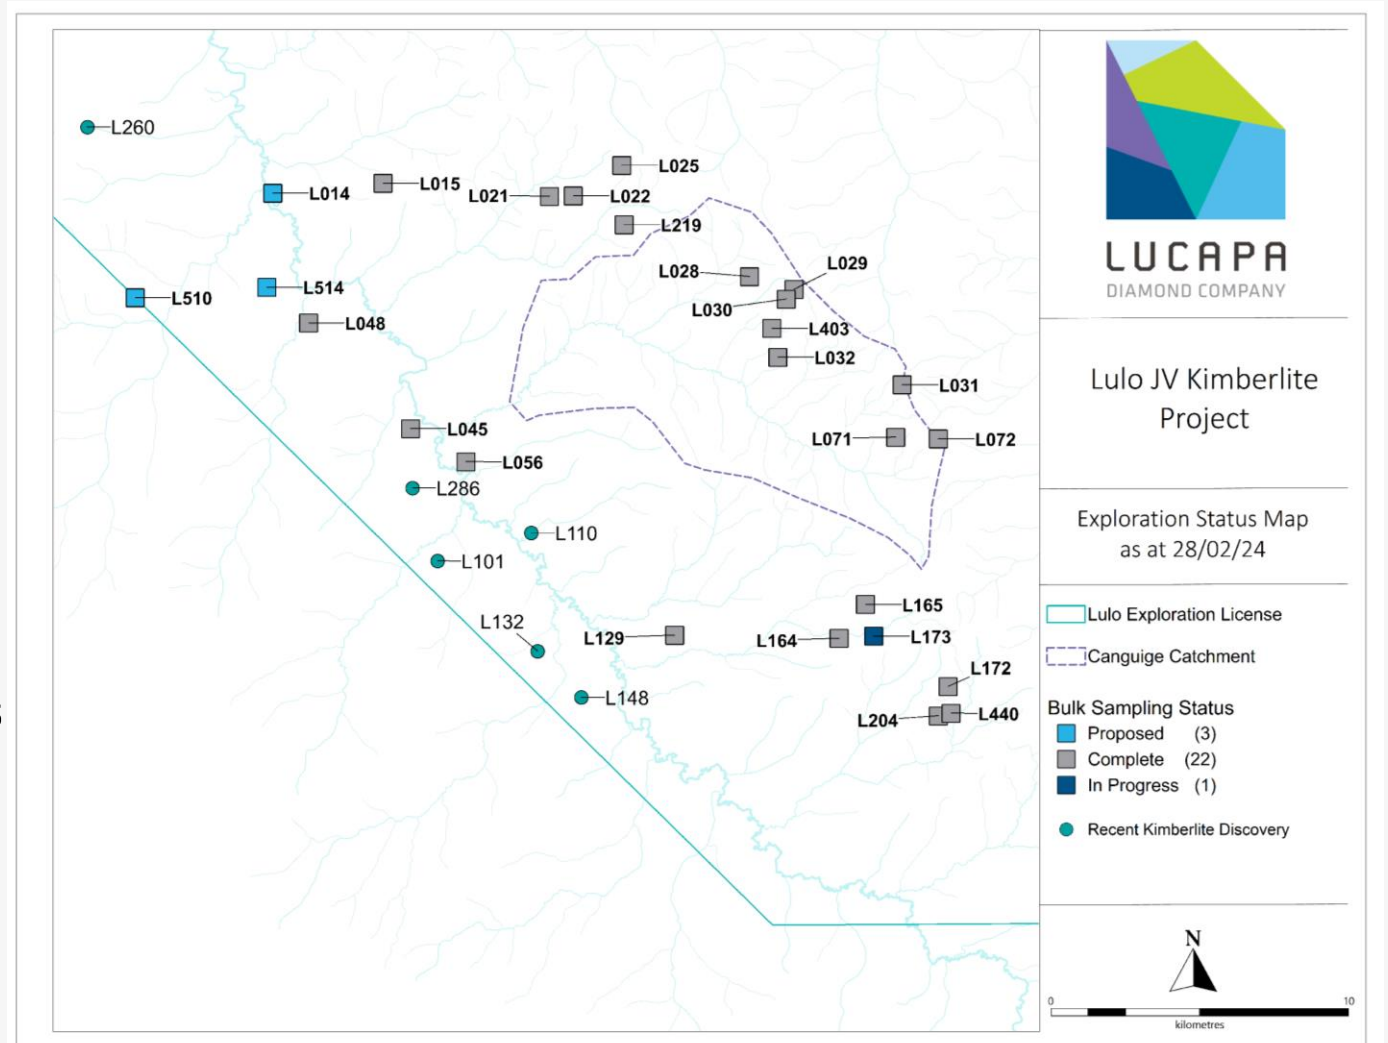 L260
L025
L015
L014
L021
L022
L219
L029
L028
L510
L514
L030
L048
L403
L032
L031
L045
L071
L072
L056
L286
L110
L101
L165
L132
L129
L164
L173
L172
L148
L204
L440
LUCAPA
DIAMOND COMPANY
Lulo JV Kimberlite
Project
Exploration Status Map
as at 28/02/24
Lulo Exploration License
Canguige Catchment
Bulk Sampling Status
Proposed (3)
Complete (22)
In Progress (1)
Recent Kimberlite Discovery
N
0 10
kilometres